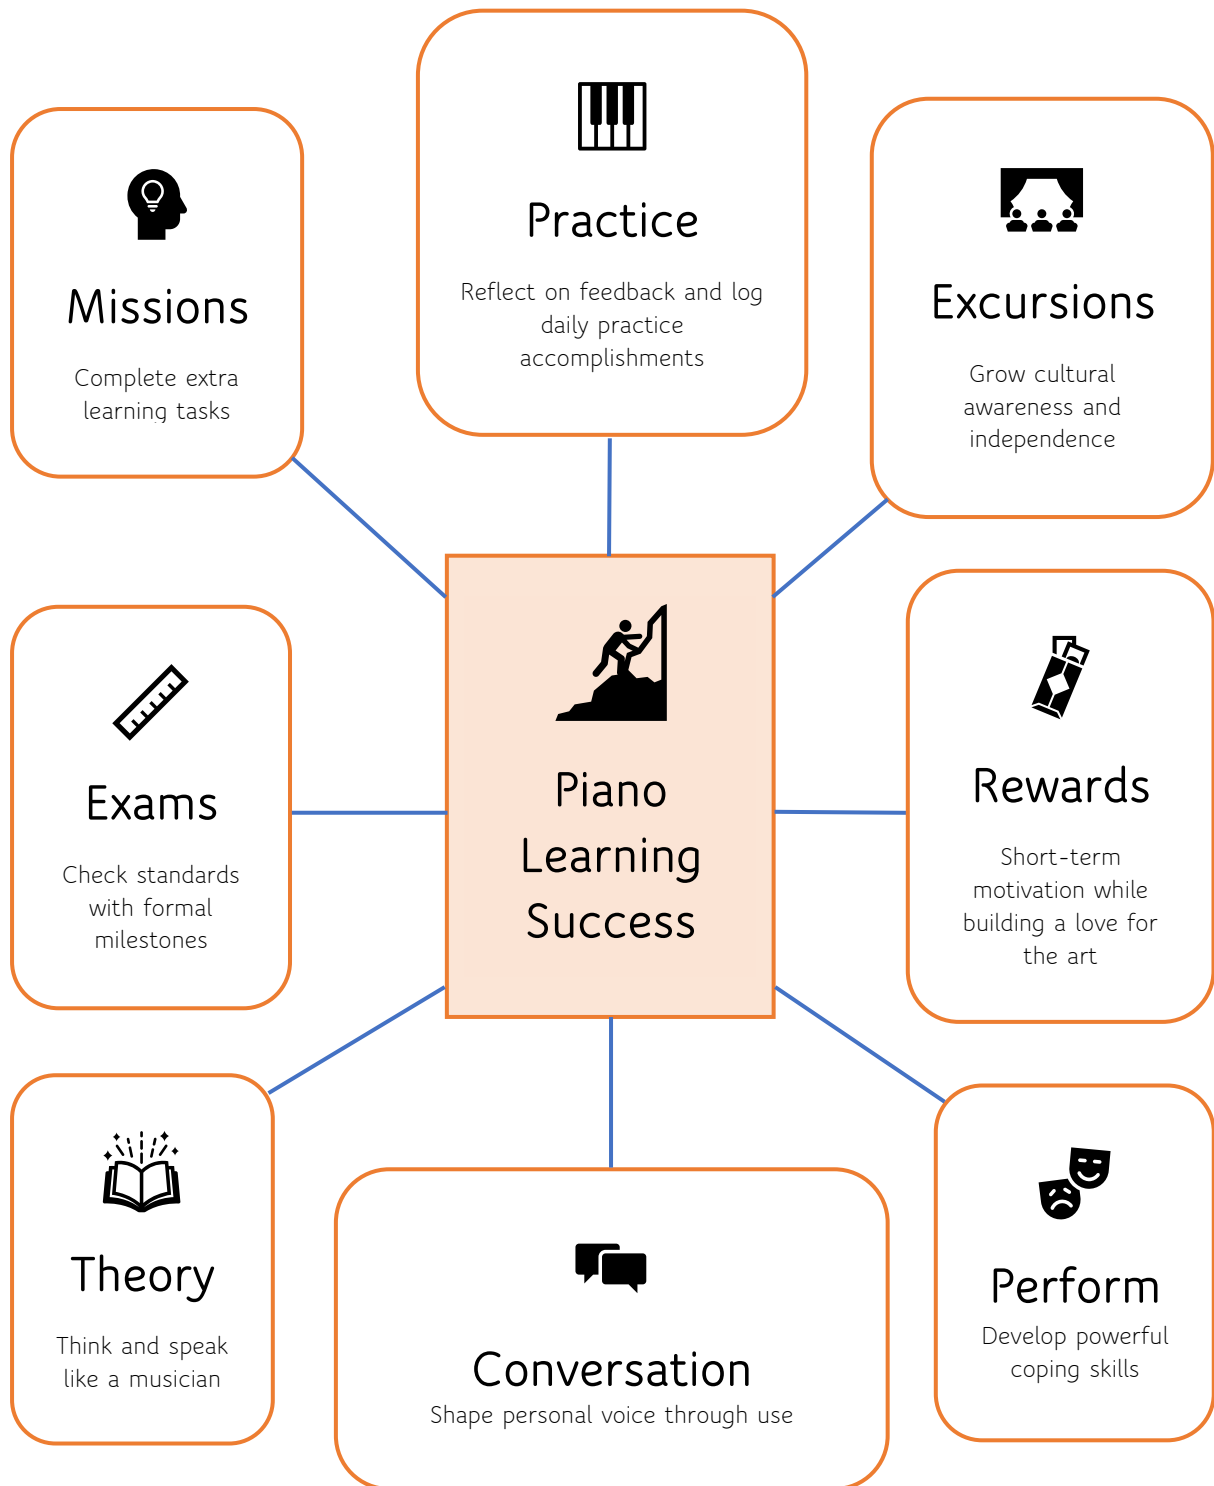 Practice
Reflect on feedback and log
daily practice
accomplishments
Missions
Complete extra
learning tasks
Excursions
Grow cultural
awareness and
independence
Piano
Learning
Success
Exams
Check standards
with formal
milestones
Rewards
Short-term
motivation while
building a love for
the art
Theory
Think and speak
like a musician
Conversation
Shape personal voice through use
Perform
Develop powerful
coping skills